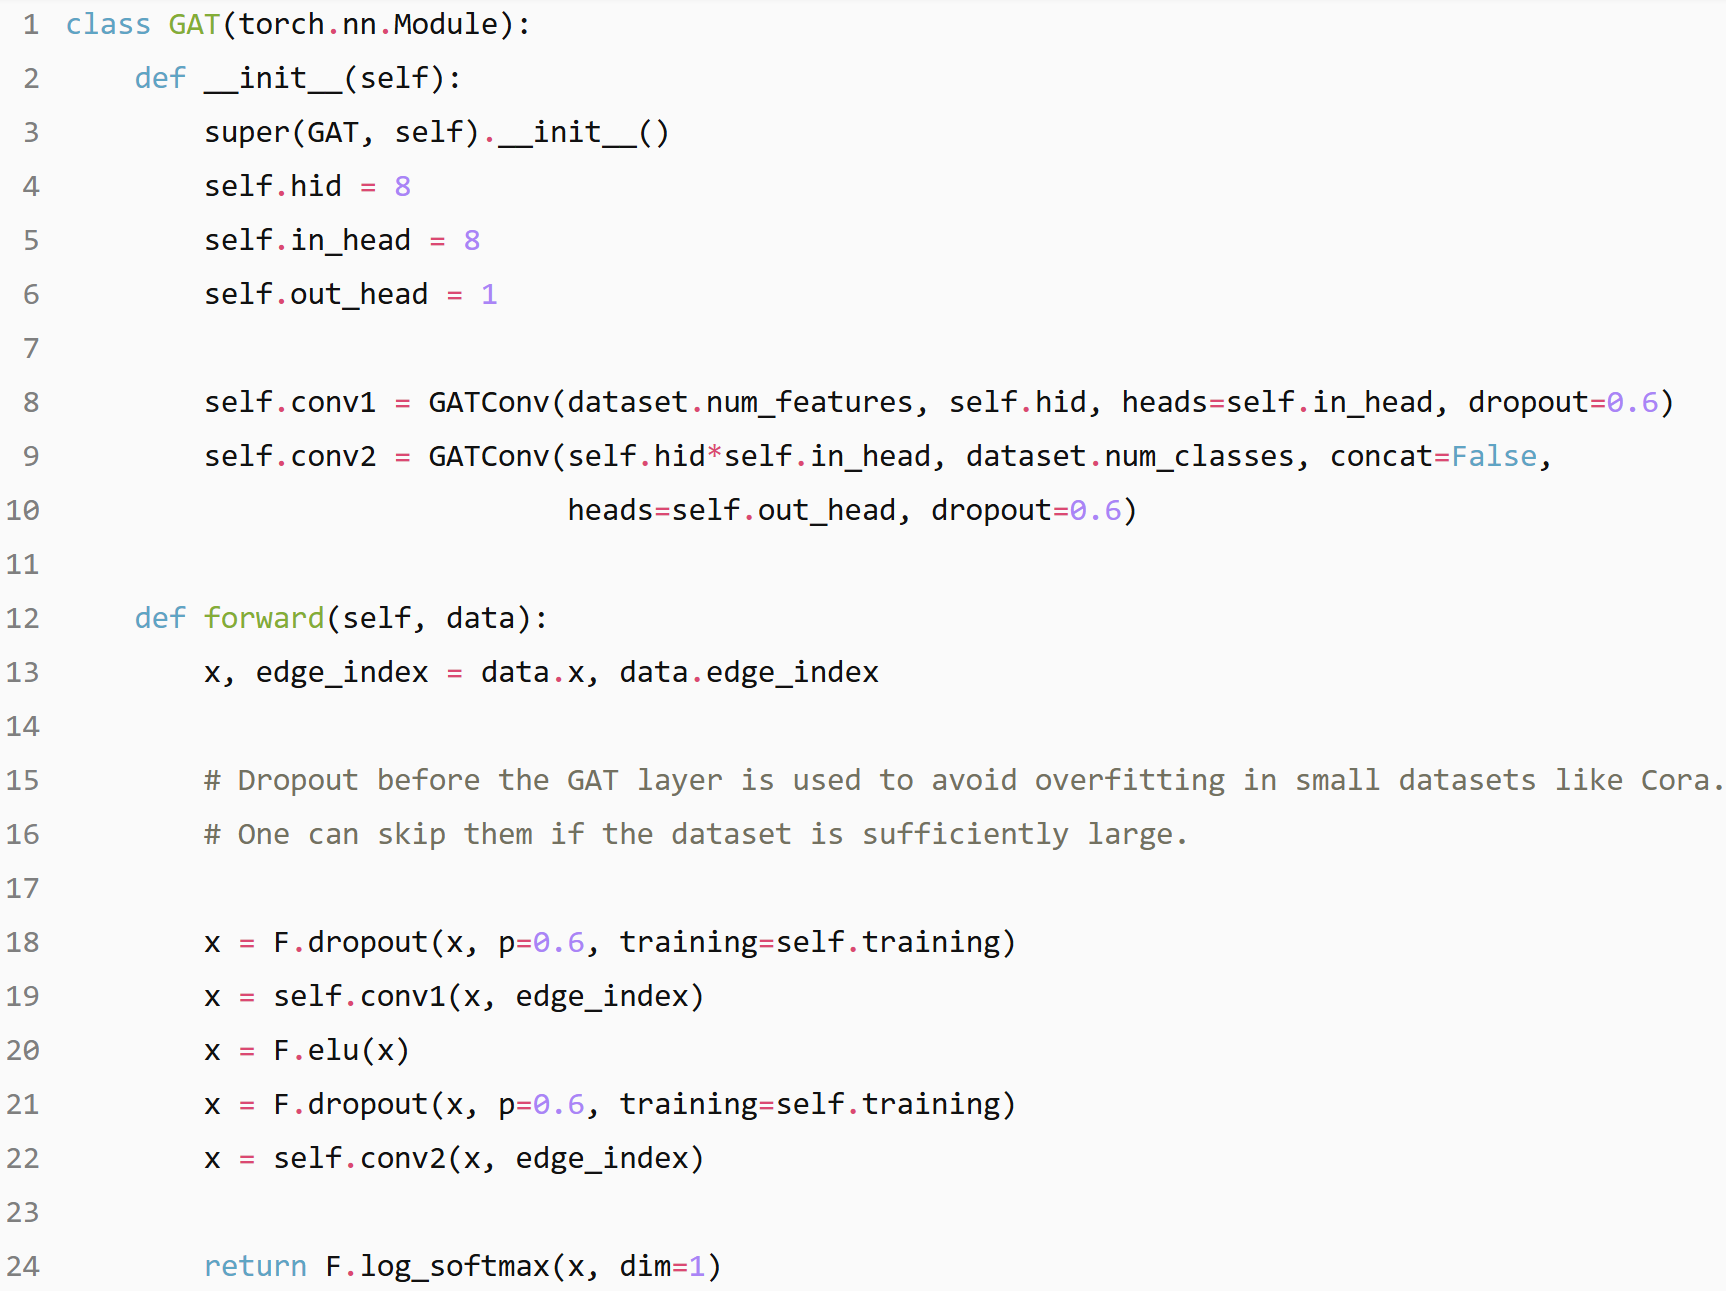 1 class GAT(torch.nn.Module):
2     def __init__(self):
3         super(GAT, self).__init__()
4         self.hid = 8
5         self.in_head = 8
6         self.out_head = 1
7
8         self.conv1 = GATConv(dataset.num_features, self.hid, heads=self.in_head, dropout=0.6)
9         self.conv2 = GATConv(self.hid*self.in_head, dataset.num_classes, concat=False,
10                              heads=self.out_head, dropout=0.6)
11
12     def forward(self, data):
13         x, edge_index = data.x, data.edge_index
14
15         # Dropout before the GAT layer is used to avoid overfitting in small datasets like Cora.
16         # One can skip them if the dataset is sufficiently large.
17
18         x = F.dropout(x, p=0.6, training=self.training)
19         x = self.conv1(x, edge_index)
20         x = F.elu(x)
21         x = F.dropout(x, p=0.6, training=self.training)
22         x = self.conv2(x, edge_index)
23
24         return F.log_softmax(x, dim=1)